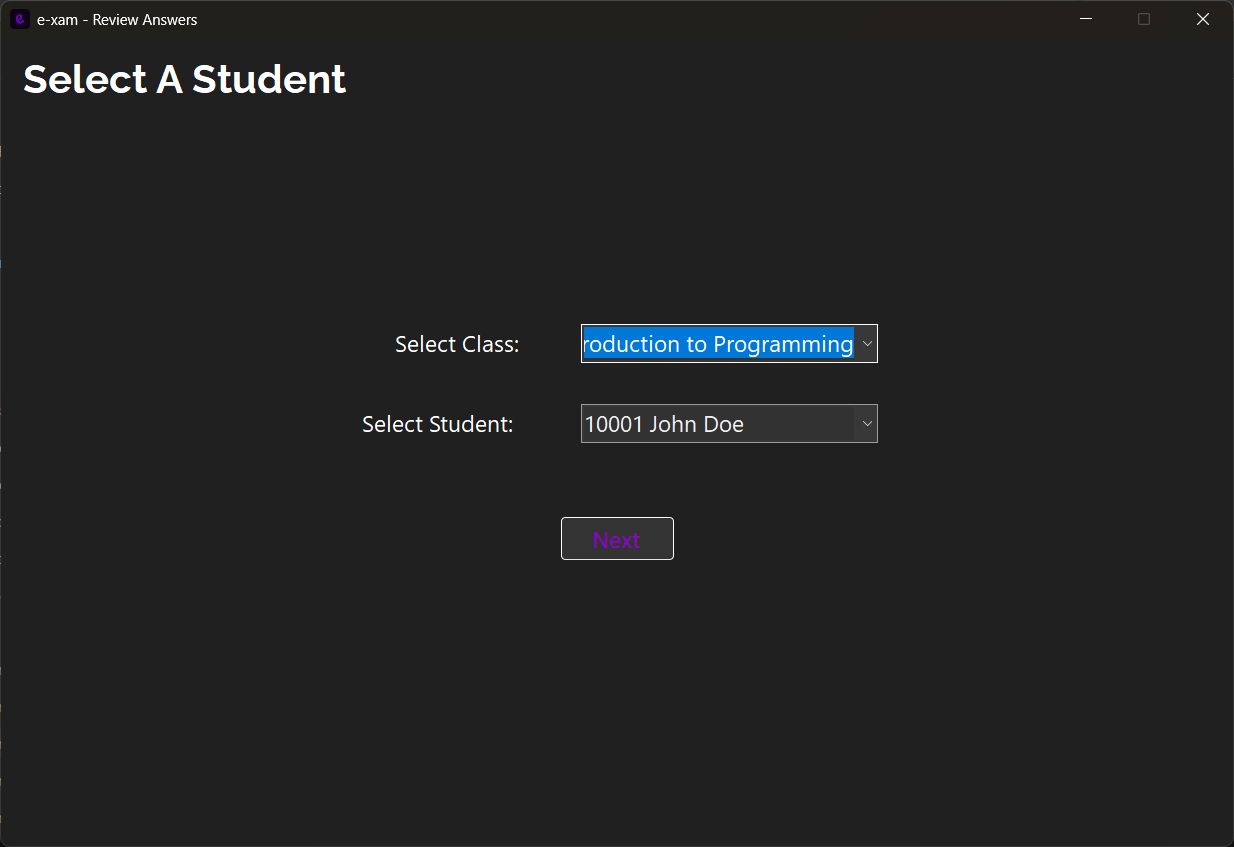 e-xam - Review Answers
Select A Student
Select Class: roduction to Programming
Select Student: 10001 John Doe
Next